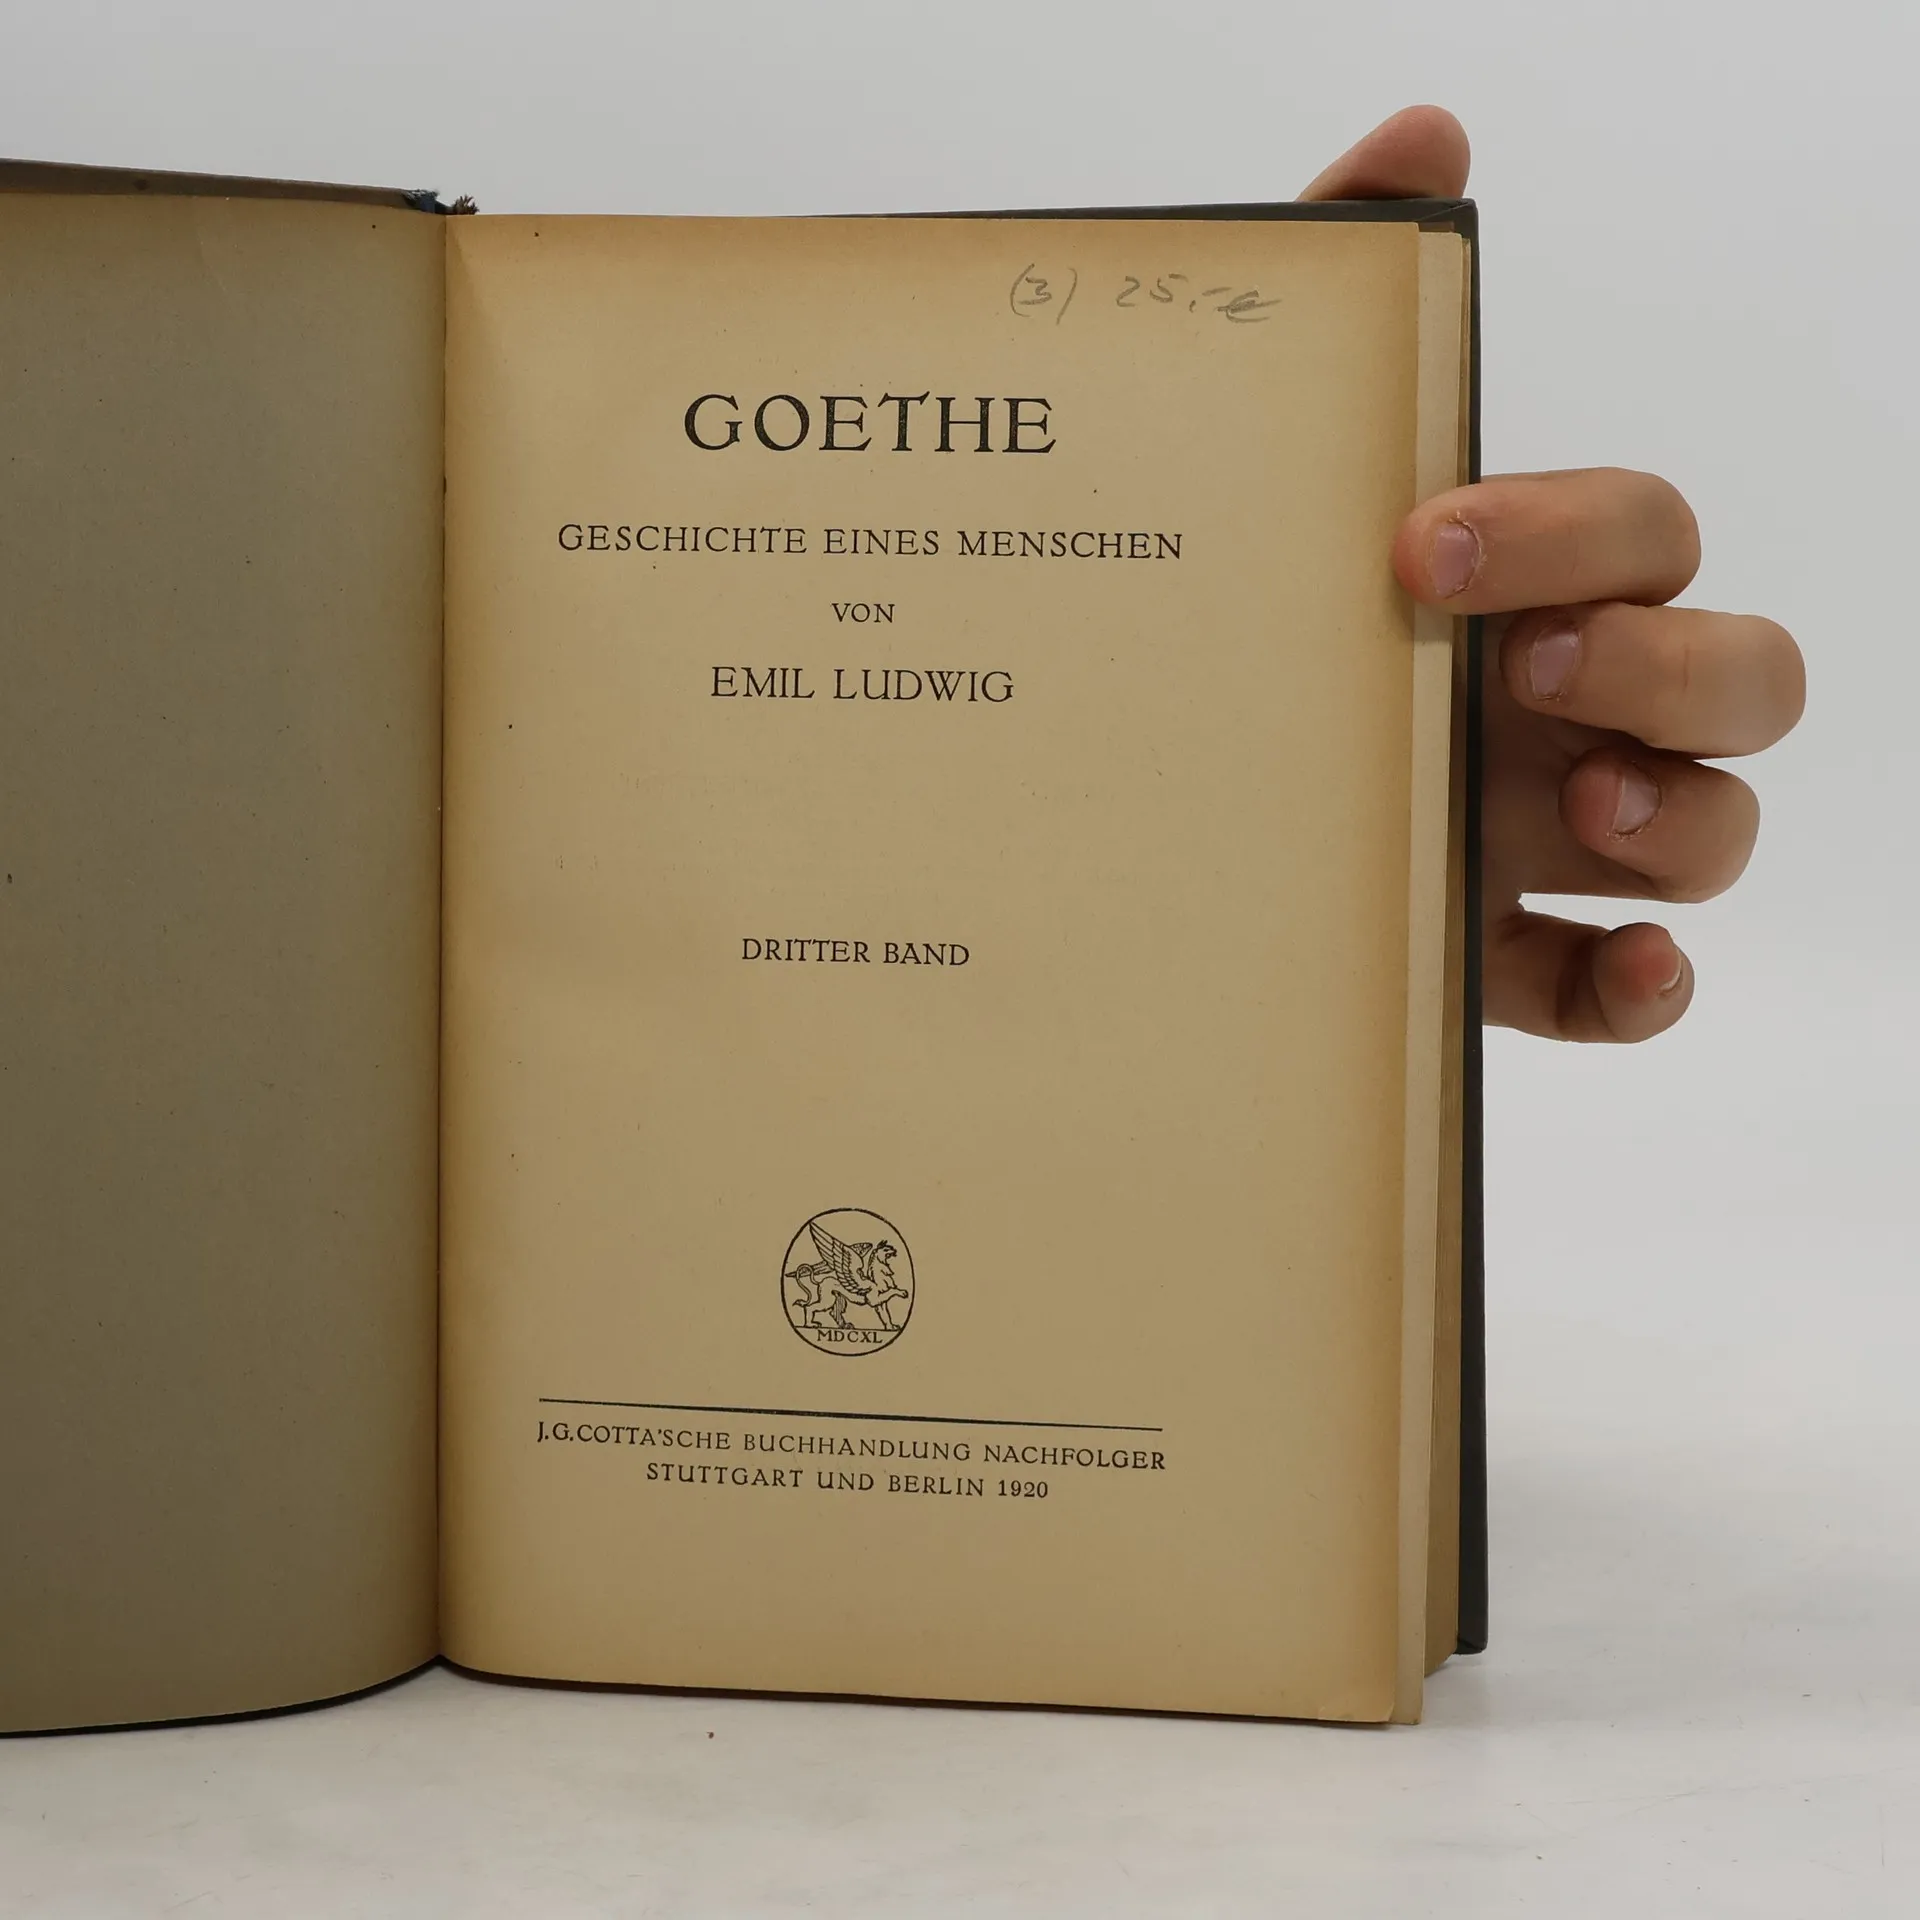 (3) 25.-€
GOETHE
GESCHICHTE EINES MENSCHEN
VON
EMIL LUDWIG
DRITTER BAND
MDCXL
J.G.COTTA'SCHE BUCHHANDLUNG NACHFOLGER
STUTTGART UND BERLIN 1920